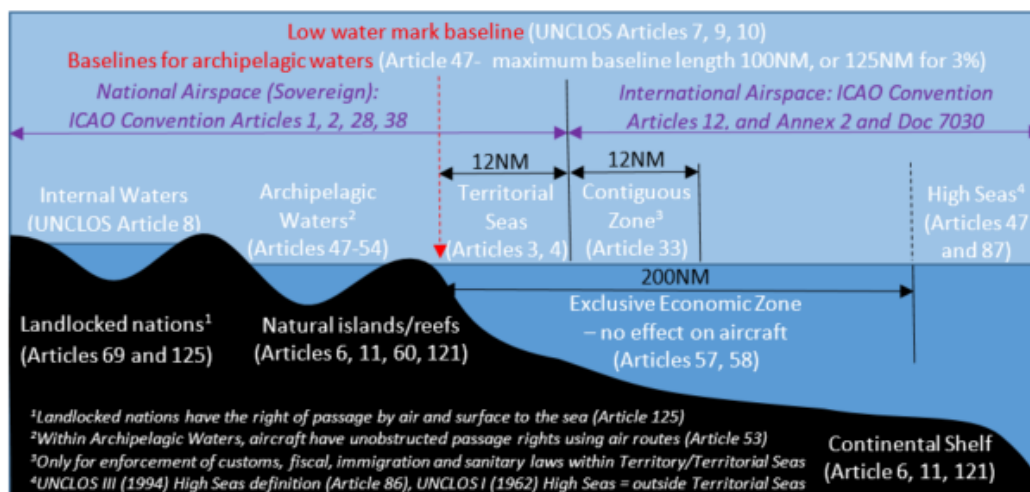 Low water mark baseline (UNCLOS Articles 7, 9, 10)
Baselines for archipelagic waters (Article 47- maximum baseline length 100NM, or 125NM for 3%)
National Airspace (Sovereign):
ICAO Convention Articles 1, 2, 28, 38
International Airspace: ICAO Convention
Articles 12, and Annex 2 and Doc 7030
12NM
12NM
Internal Waters
(UNCLOS Article 8)
Archipelagic
Waters²
(Articles 47-54)
Territorial
Seas
(Articles 3, 4)
Contiguous
Zone³
(Article 33)
High Seas⁴
(Articles 47
and 87)
200NM
Exclusive Economic Zone
– no effect on aircraft
(Articles 57, 58)
Landlocked nations¹
(Articles 69 and 125)
Natural islands/reefs
(Articles 6, 11, 60, 121)
¹Landlocked nations have the right of passage by air and surface to the sea (Article 125)
²Within Archipelagic Waters, aircraft have unobstructed passage rights using air routes (Article 53)
³Only for enforcement of customs, fiscal, immigration and sanitary laws within Territory/Territorial Seas
⁴UNCLOS III (1994) High Seas definition (Article 86), UNCLOS I (1962) High Seas = outside Territorial Seas
Continental Shelf
(Article 6, 11, 121)